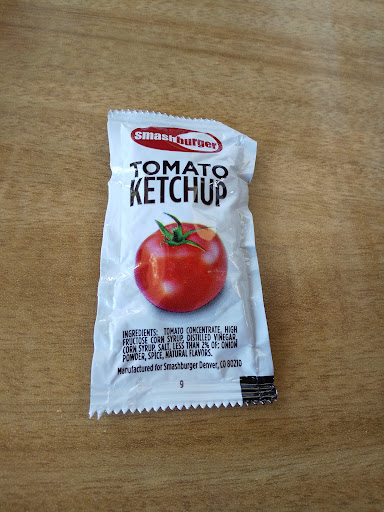 smashburger
TOMATO
KETCHUP
INGREDIENTS: TOMATO CONCENTRATE, HIGH
FRUCTOSE CORN SYRUP, DISTILLED VINEGAR,
CORN SYRUP, SALT, LESS THAN 2% OF: ONION
POWDER, SPICE, NATURAL FLAVORS.
Manufactured for Smashburger Denver, CO 80210
9